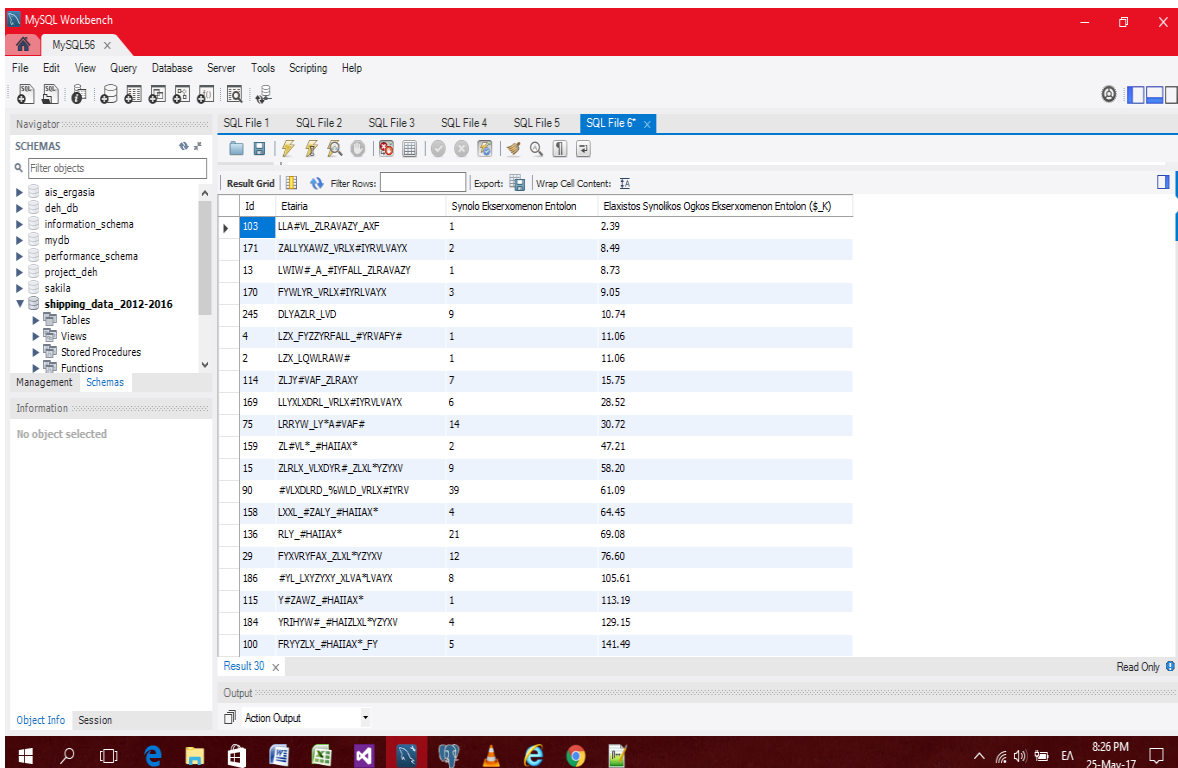 MySQL Workbench
MySQL56 ×
File Edit View Query Database Server Tools Scripting Help
Navigator
SCHEMAS
Filter objects
ais_ergasia
deh_db
information_schema
mydb
performance_schema
project_deh
sakila
shipping_data_2012-2016
Tables
Views
Stored Procedures
Functions
Management Schemas
Information
No object selected
Object Info Session
SQL File 1 SQL File 2 SQL File 3 SQL File 4 SQL File 5 SQL File 6* ×
Result Grid Filter Rows: Export: Wrap Cell Content:
Id Etairia Synolo Ekserxomenon Entolon Elaxistos Synolikos Ogkos Ekserxomenon Entolon ($_K)
103 LLA#VL_ZLRAVAZY_AXF 1 2.39
171 ZALLYXAWZ_VRLX#IYRVLVAYX 2 8.49
13 LWIW#_A_#IYFALL_ZLRAVAZY 1 8.73
170 FYWLYR_VRLX#IYRLVAYX 3 9.05
245 DLYAZLR_LVD 9 10.74
4 LZX_FYZZYRFALL_#YRVAFY# 1 11.06
2 LZX_LQWLRAW# 1 11.06
114 ZLJY#VAF_ZLRAXY 7 15.75
169 LLYXLXDRL_VRLX#IYRVLVAYX 6 28.52
75 LRRYW_LY*A#VAF# 14 30.72
159 ZL#VL*_#HAIIAX* 2 47.21
15 ZLRLX_VLXDYR#_ZLXL*YZYXV 9 58.20
90 #VLXDLRD_%WLD_VRLX#IYRV 39 61.09
158 LXXL_#ZALY_#HAIIAX* 4 64.45
136 RLY_#HAIIAX* 21 69.08
29 FYXVRYFAX_ZLXL*YZYXV 12 76.60
186 #YL_LXYZYXY_XLVA*LVAYX 8 105.61
115 Y#ZAWZ_#HAIIAX* 1 113.19
184 YRIHYW#_#HAIZLXL*YZYXV 4 129.15
100 FRYYZLX_#HAIIAX*_FY 5 141.49
Result 30 ×
Read Only
Output
Action Output
ΕΛ
8:26 PM
25-May-17